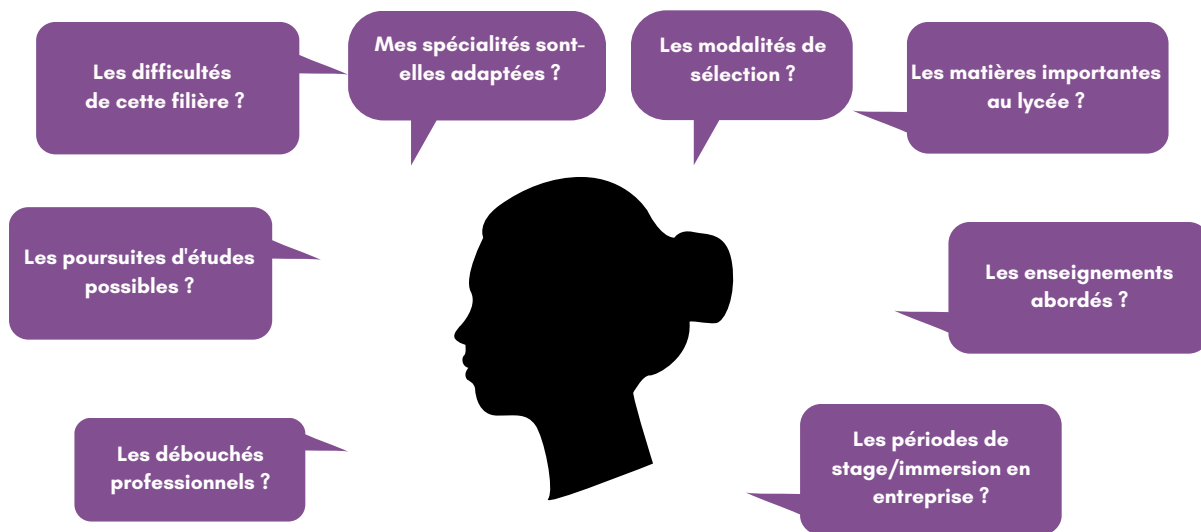 Les difficultés
de cette filière ?
Mes spécialités sont-
elles adaptées ?
Les modalités de
sélection ?
Les matières importantes
au lycée ?
Les poursuites d'études
possibles ?
Les enseignements
abordés ?
Les débouchés
professionnels ?
Les périodes de
stage/immersion en
entreprise ?